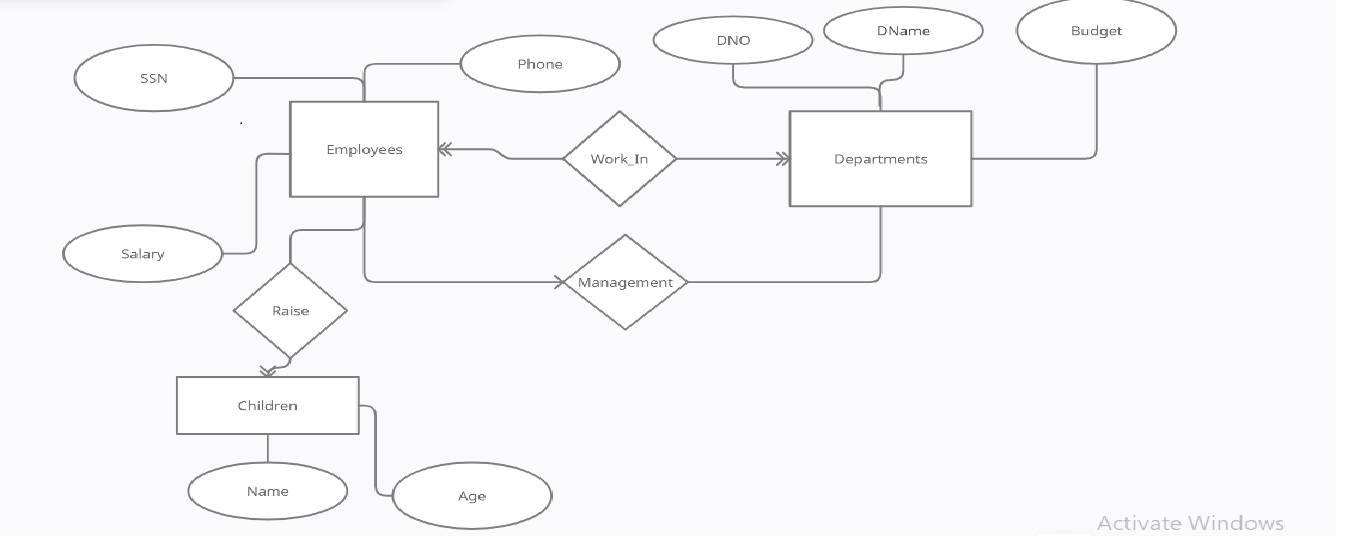 DNO
DName
Budget
SSN
Phone
Employees
Work_In
Departments
Salary
Management
Raise
Children
Name
Age
Activate Windows